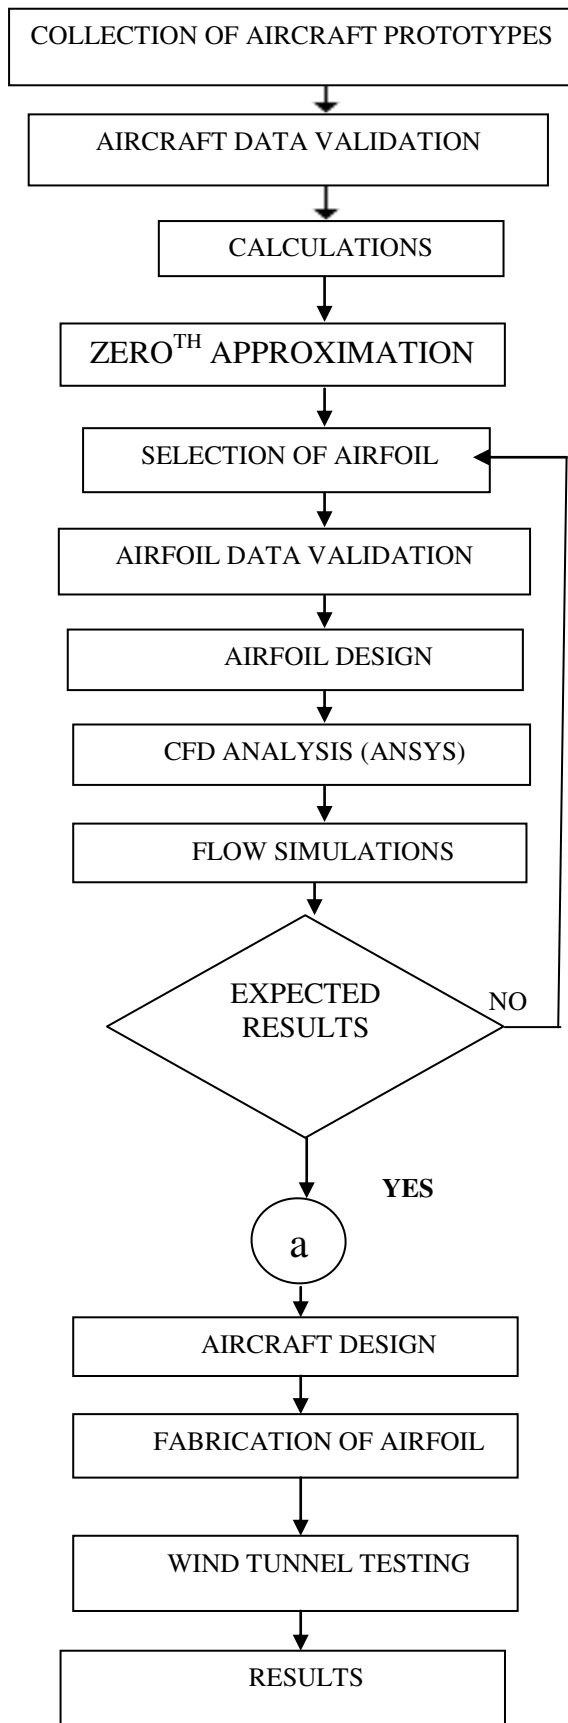 COLLECTION OF AIRCRAFT PROTOTYPES
AIRCRAFT DATA VALIDATION
CALCULATIONS
ZEROTH APPROXIMATION
SELECTION OF AIRFOIL
AIRFOIL DATA VALIDATION
AIRFOIL DESIGN
CFD ANALYSIS (ANSYS)
FLOW SIMULATIONS
EXPECTED
RESULTS
NO
YES
a
AIRCRAFT DESIGN
FABRICATION OF AIRFOIL
WIND TUNNEL TESTING
RESULTS